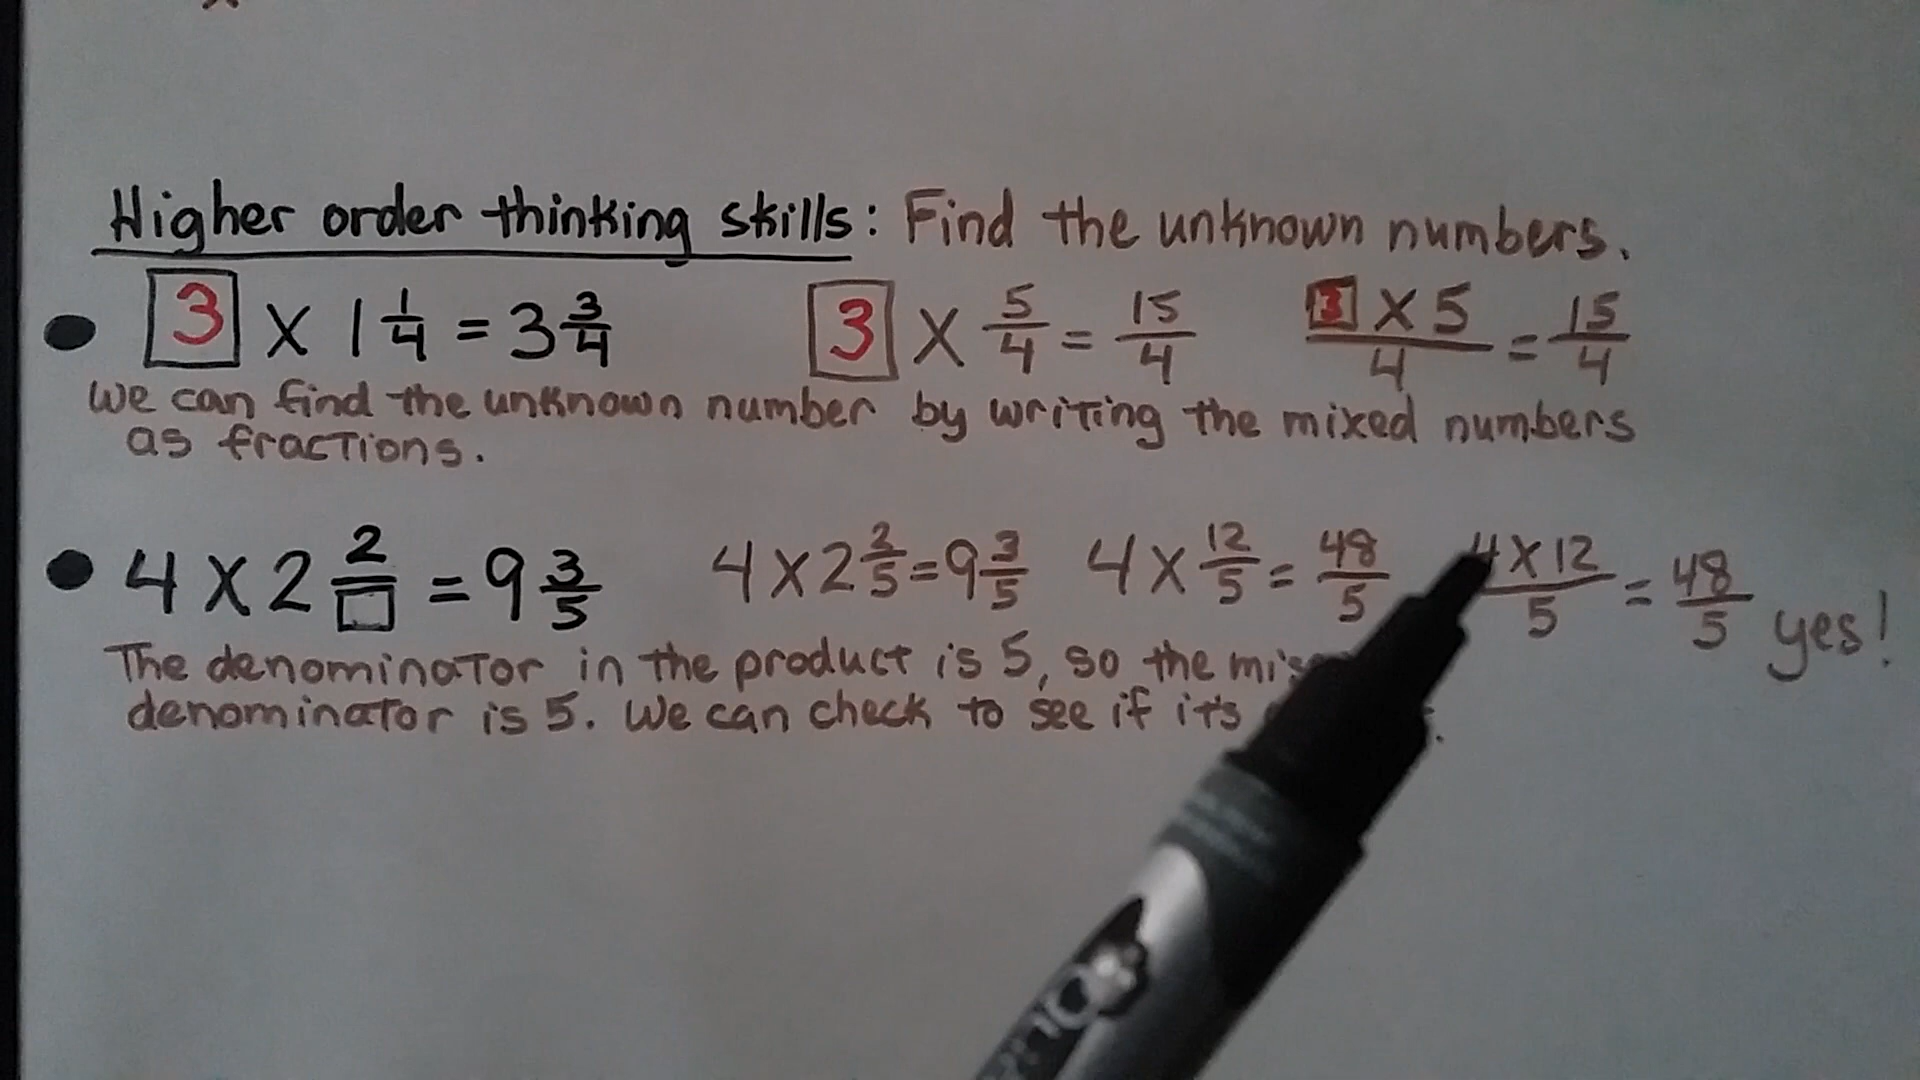 Higher order thinking skills: Find the unknown numbers.
3 × 1 1/4 = 3 3/4 3 × 5/4 = 15/4 3 × 5/4 = 15/4
We can find the unknown number by writing the mixed numbers
as fractions.
4 × 2 2/□ = 9 3/5 4 × 2 2/5 = 9 3/5 4 × 12/5 = 48/5 4 × 12/5 = 48/5 yes!
The denominator in the product is 5, so the
denominator is 5. We can check to see if it's